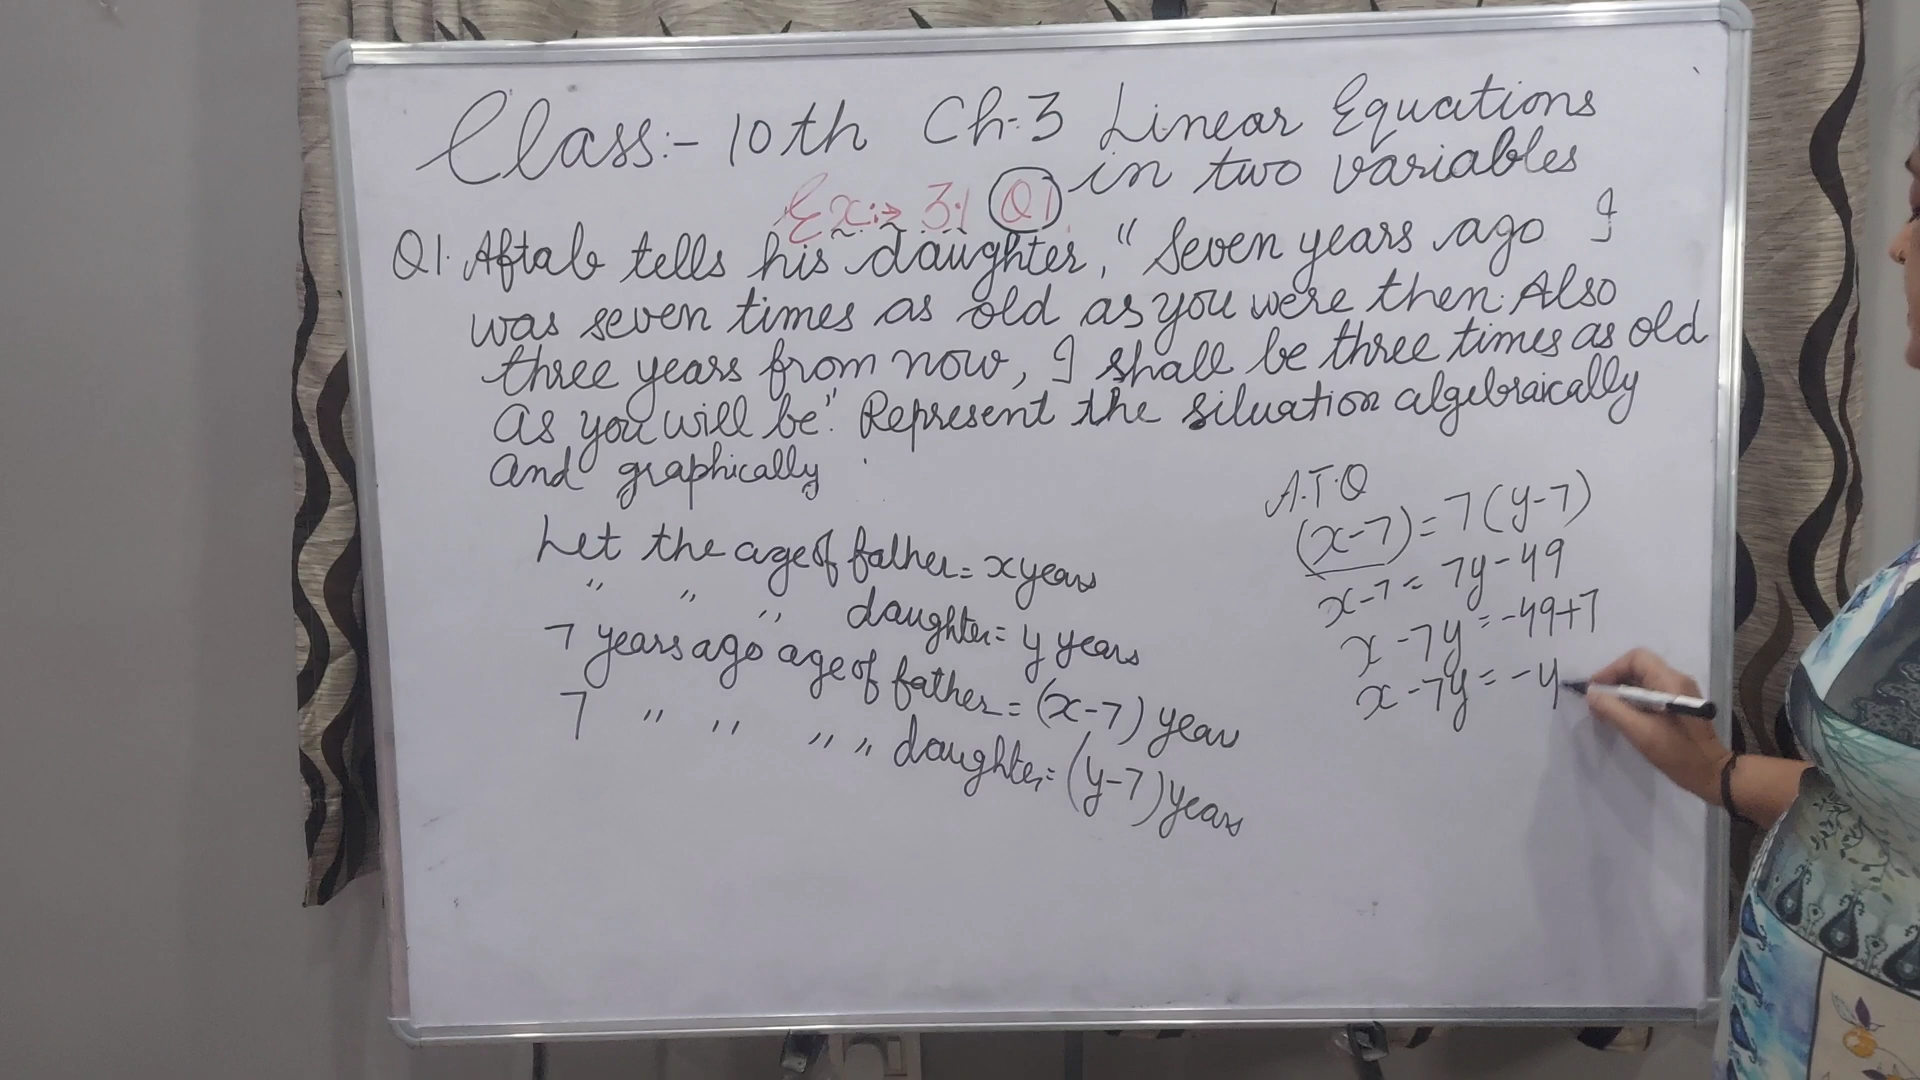 Class:- 10th Ch-3 Linear Equations
in two variables
Ex:→ 3.1 Q1
Q1. Aftab tells his daughter, "Seven years ago I
was seven times as old as you were then. Also
three years from now, I shall be three times as old
as you will be." Represent the situation algebraically
and graphically
Let the age of father = x years
" " " daughter = y years
7 years ago age of father = (x-7) years
7 " " " " daughter = (y-7) years
A.T.Q
(x-7) = 7(y-7)
x-7 = 7y-49
x-7y = -49+7
x-7y = -4